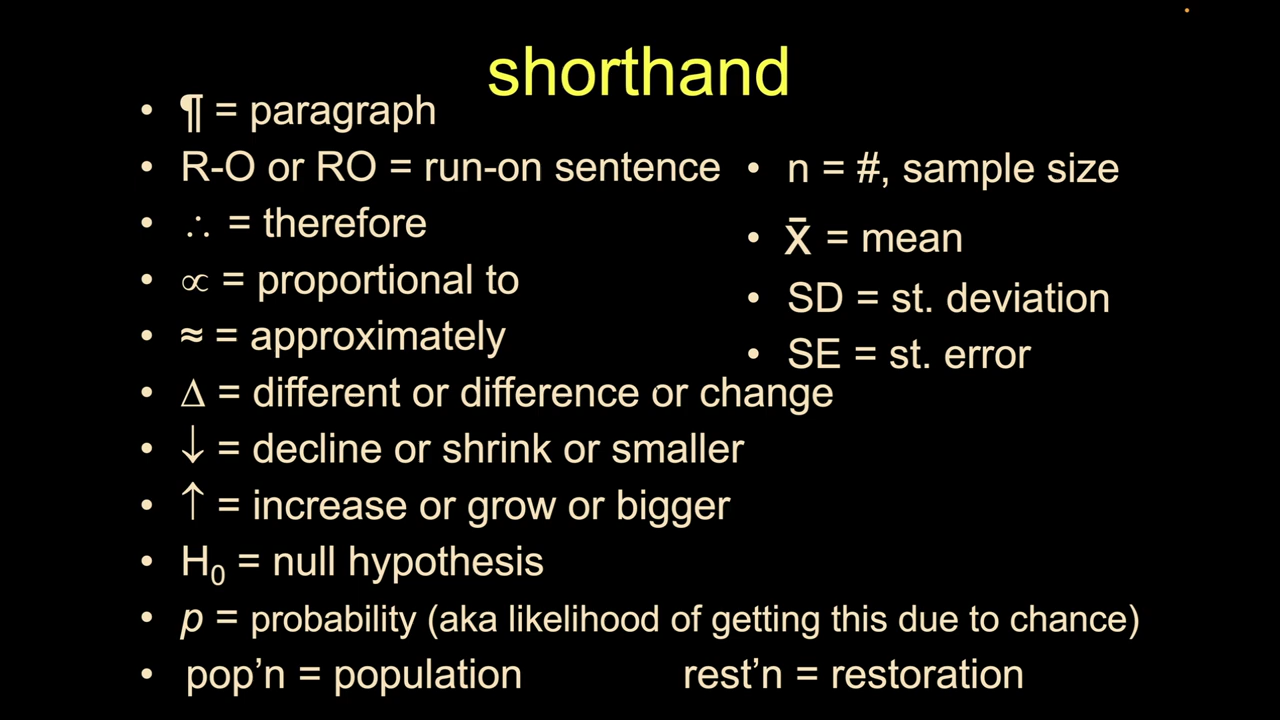 shorthand
• ¶ = paragraph
• R-O or RO = run-on sentence
• ∴ = therefore
• ∝ = proportional to
• ≈ = approximately
• Δ = different or difference or change
• ↓ = decline or shrink or smaller
• ↑ = increase or grow or bigger
• H₀ = null hypothesis
• p = probability (aka likelihood of getting this due to chance)
• pop’n = population rest’n = restoration
• n = #, sample size
• x̄ = mean
• SD = st. deviation
• SE = st. error